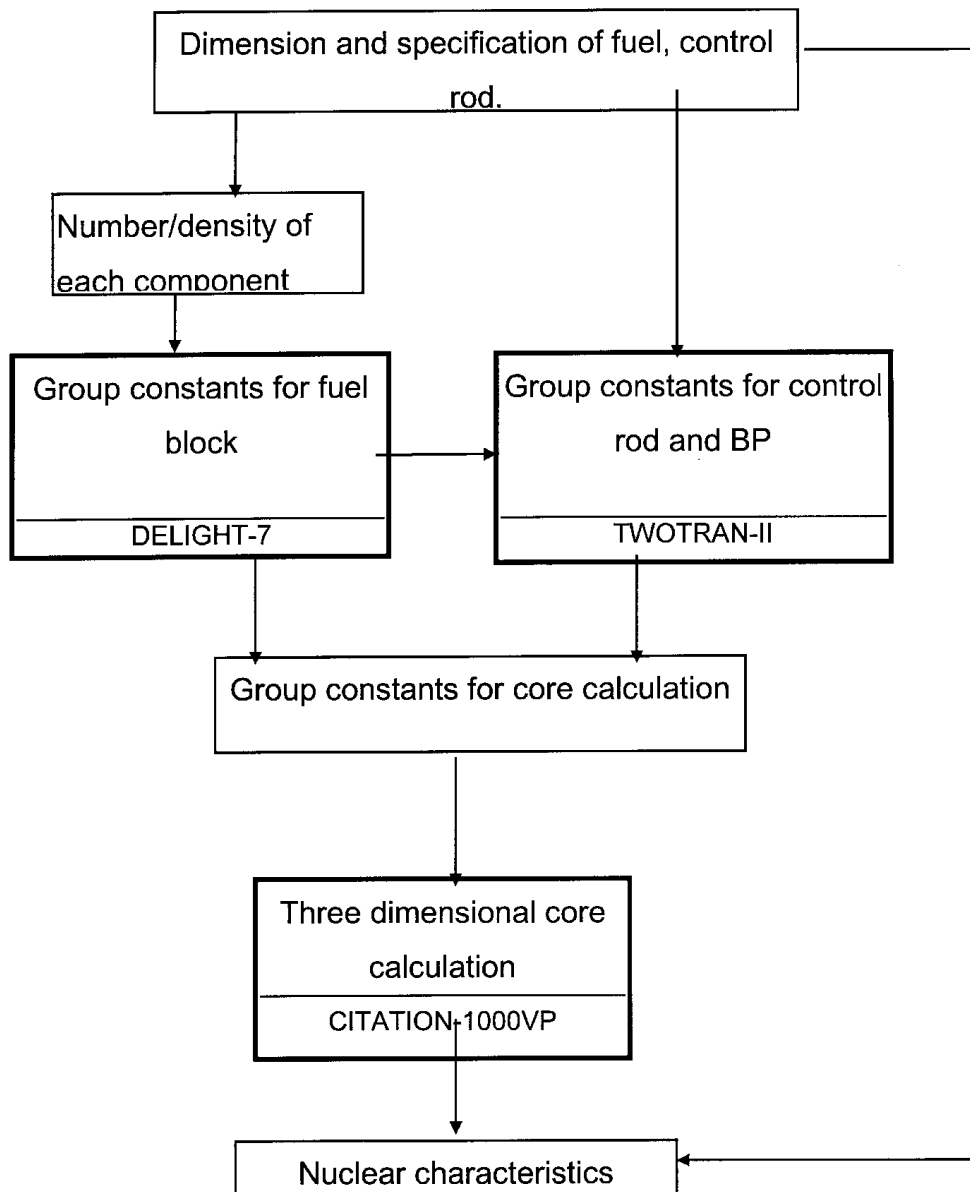 Dimension and specification of fuel, control
rod.
Number/density of
each component
Group constants for fuel
block
DELIGHT-7
Group constants for control
rod and BP
TWOTRAN-II
Group constants for core calculation
Three dimensional core
calculation
CITATION-1000VP
Nuclear characteristics